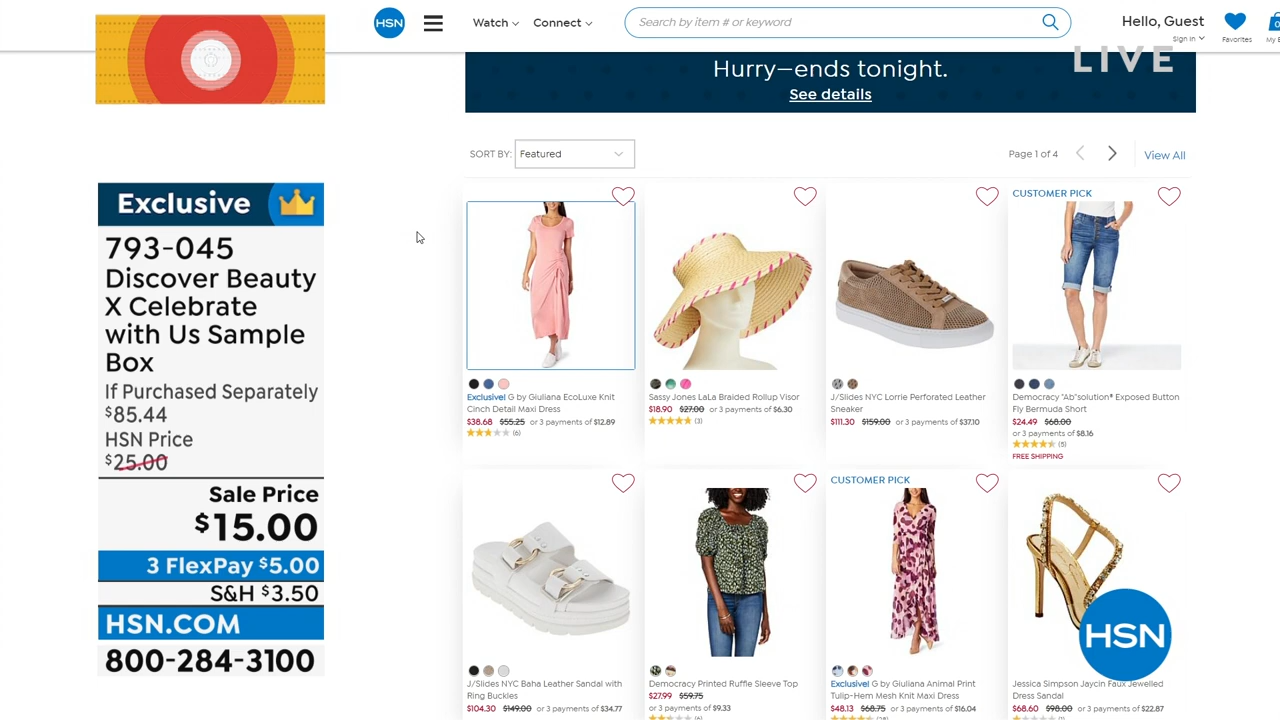 HSN
Watch
Connect
Search by item # or keyword
Hello, Guest
Sign In
Favorites
LIVE
Hurry—ends tonight.
See details
SORT BY:
Featured
Page 1 of 4
View All
Exclusive
793-045
Discover Beauty
X Celebrate
with Us Sample
Box
If Purchased Separately
$85.44
HSN Price
$25.00
Sale Price
$15.00
3 FlexPay $5.00
S&H $3.50
HSN.COM
800-284-3100
Exclusive! G by Giuliana EcoLuxe Knit
Cinch Detail Maxi Dress
$38.68 $55.25 or 3 payments of $12.89
(6)
Sassy Jones LaLa Braided Rollup Visor
$18.90 $27.00 or 3 payments of $6.30
(3)
J/Slides NYC Lorrie Perforated Leather
Sneaker
$111.30 $159.00 or 3 payments of $37.10
CUSTOMER PICK
Democracy "Ab"solution® Exposed Button
Fly Bermuda Short
$24.49 $68.00
or 3 payments of $8.16
(5)
FREE SHIPPING
J/Slides NYC Baha Leather Sandal with
Ring Buckles
$104.30 $149.00 or 3 payments of $34.77
Democracy Printed Ruffle Sleeve Top
$27.99 $59.75
or 3 payments of $9.33
CUSTOMER PICK
Exclusive! G by Giuliana Animal Print
Tulip-Hem Mesh Knit Maxi Dress
$48.13 $68.75 or 3 payments of $16.04
Jessica Simpson Jaycin Faux Jewelled
Dress Sandal
$68.60 $98.00 or 3 payments of $22.87
HSN